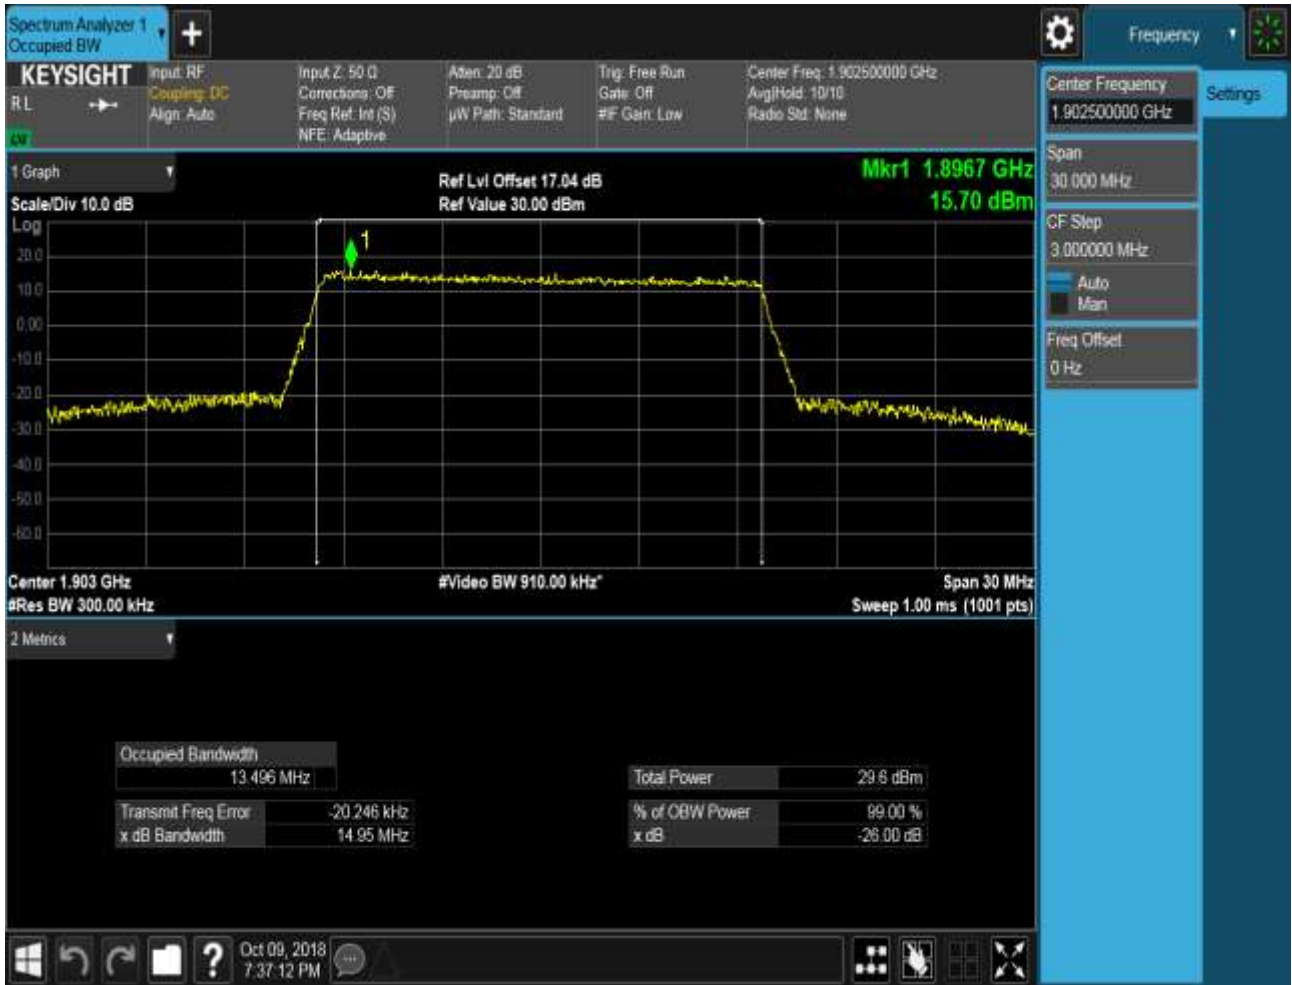 Spectrum Analyzer 1
Occupied BW
Frequency
KEYSIGHT
RL
Input: RF
Coupling: DC
Align: Auto
Input Z: 50 Ω
Corrections: Off
Freq Ref: Int (S)
NFE: Adaptive
Atten: 20 dB
Preamp: Off
µW Path: Standard
Trig: Free Run
Gate: Off
#IF Gain: Low
Center Freq: 1.902500000 GHz
Avg|Hold: 10/10
Radio Std: None
Center Frequency
1.902500000 GHz
Settings
Span
30.000 MHz
CF Step
3.000000 MHz
Auto
Man
Freq Offset
0 Hz
1 Graph
Scale/Div 10.0 dB
Ref Lvl Offset 17.04 dB
Ref Value 30.00 dBm
Mkr1 1.8967 GHz
15.70 dBm
Log
1
20.0
10.0
0.00
-10.0
-20.0
-30.0
-40.0
-50.0
-60.0
Center 1.903 GHz
#Video BW 910.00 kHz*
Span 30 MHz
#Res BW 300.00 kHz
Sweep 1.00 ms (1001 pts)
2 Metrics
Occupied Bandwidth
13.496 MHz
Total Power 29.6 dBm
Transmit Freq Error -20.246 kHz
% of OBW Power 99.00 %
x dB Bandwidth 14.95 MHz
x dB -26.00 dB
?
Oct 09, 2018
7:37:12 PM